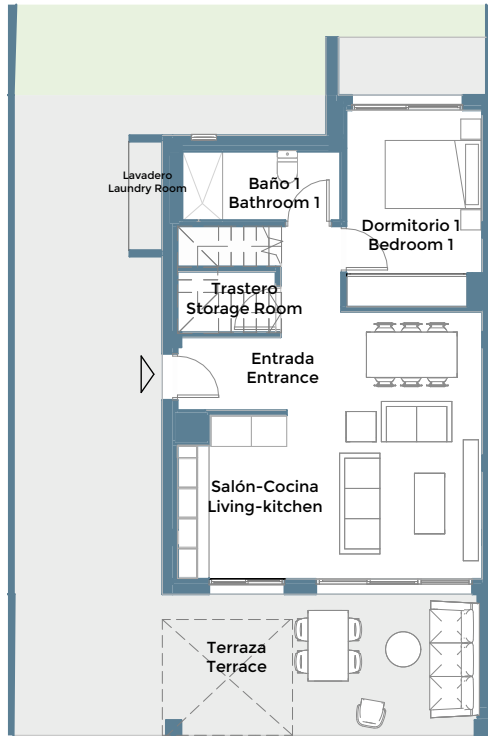 Lavadero
Laundry Room
Baño 1
Bathroom 1
Dormitorio 1
Bedroom 1
Trastero
Storage Room
Entrada
Entrance
Salón-Cocina
Living-kitchen
Terraza
Terrace